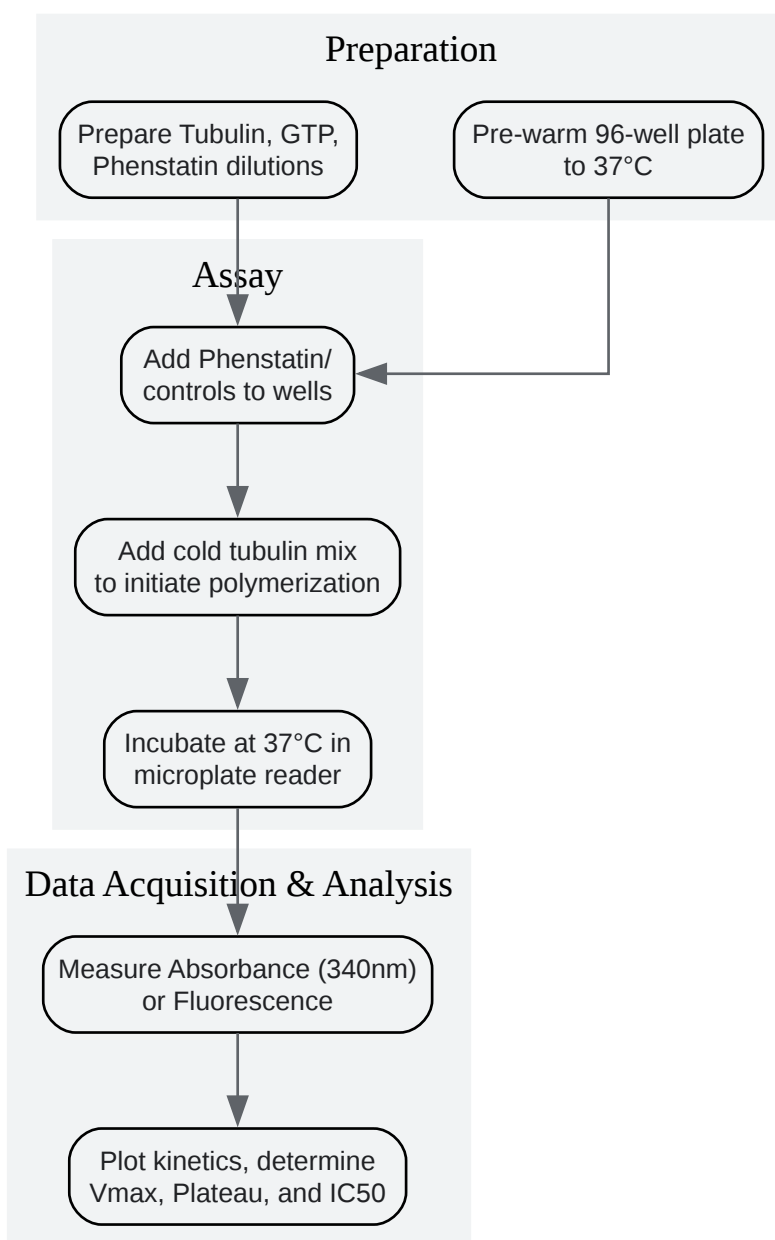 Preparation
Prepare Tubulin, GTP,
Phenstatin dilutions
Pre-warm 96-well plate
to 37°C
Assay
Add Phenstatin/
controls to wells
Add cold tubulin mix
to initiate polymerization
Incubate at 37°C in
microplate reader
Data Acquisition & Analysis
Measure Absorbance (340nm)
or Fluorescence
Plot kinetics, determine
Vmax, Plateau, and IC50